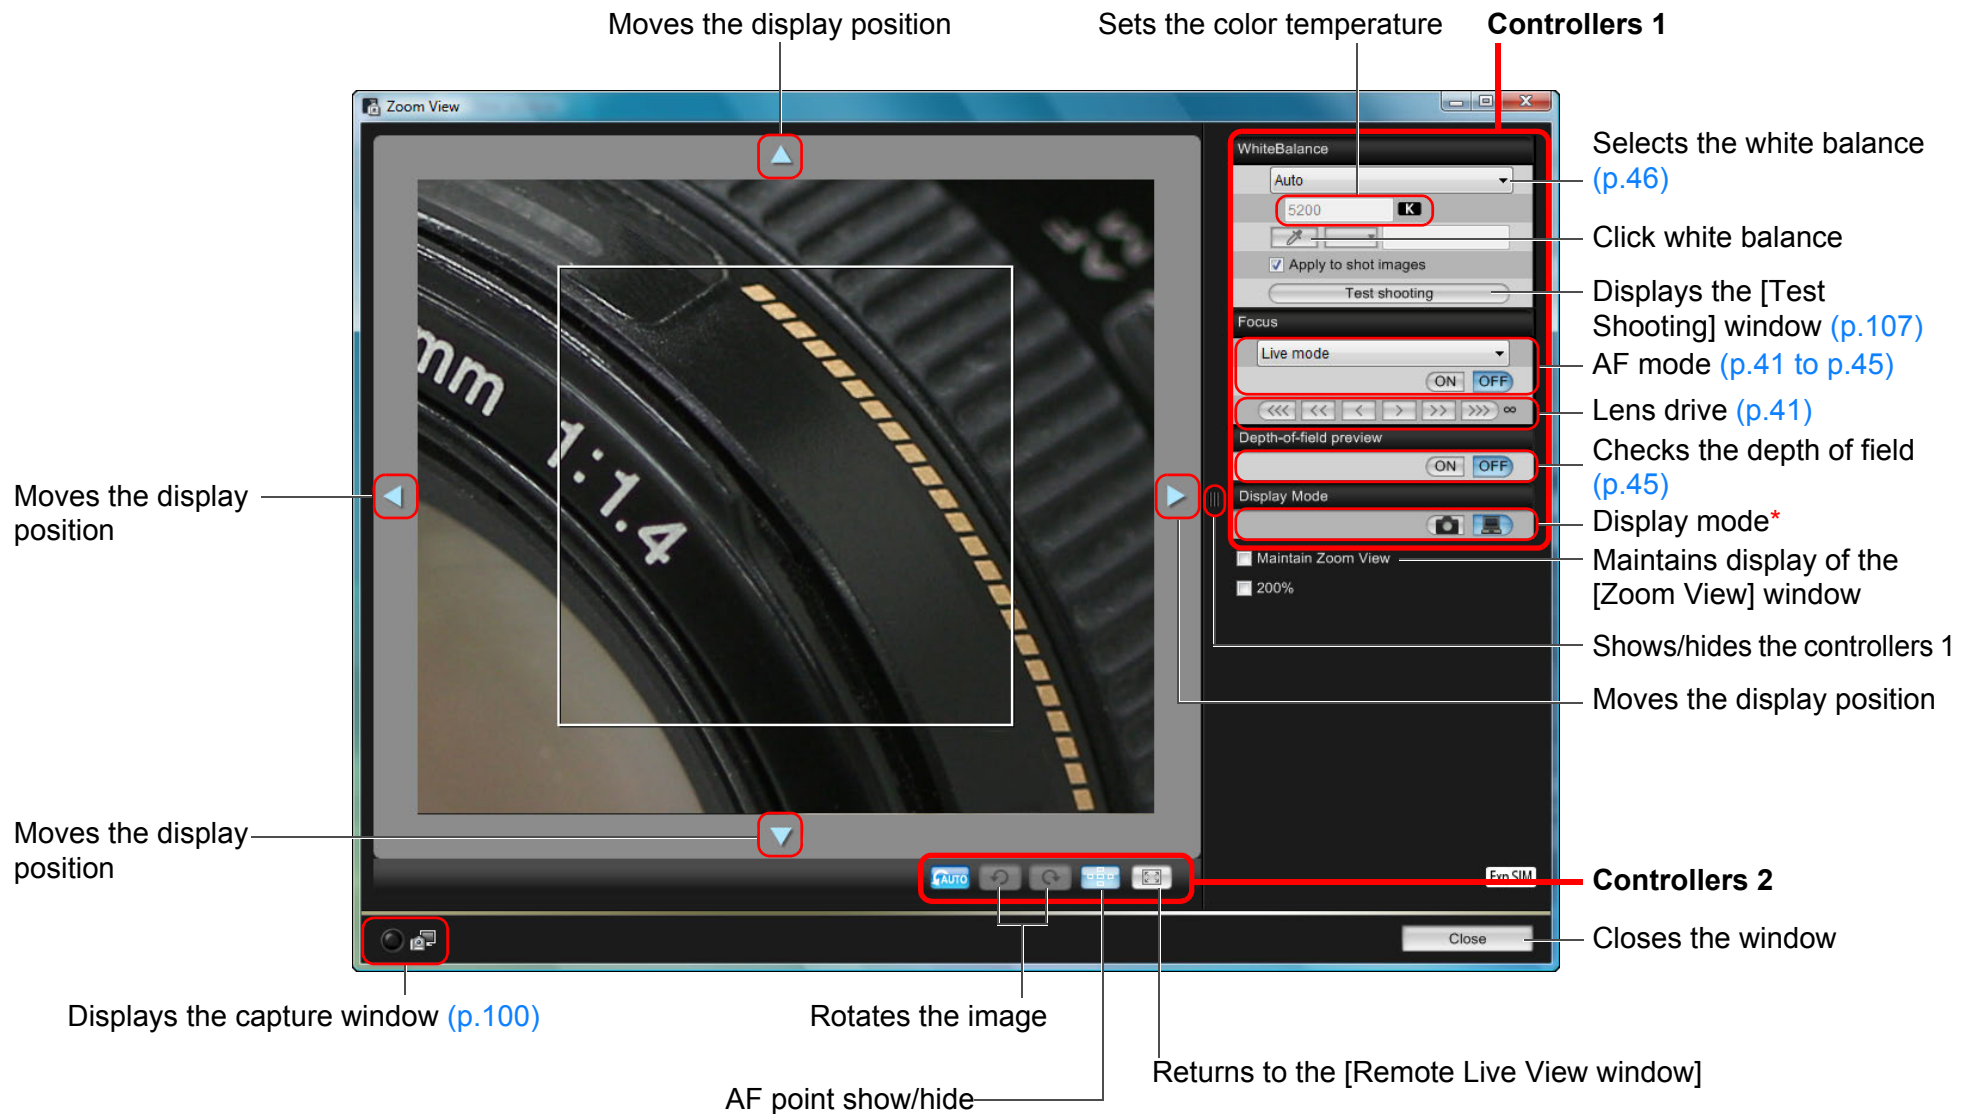 Moves the display position
Sets the color temperature
Controllers 1
Zoom View
WhiteBalance
Auto
5200
K
Apply to shot images
Test shooting
Focus
Live mode
ON OFF
<<< << < > >> >>> ∞
Depth-of-field preview
ON OFF
Display Mode
Maintain Zoom View
200%
mm 1:1.4
Selects the white balance
(p.46)
Click white balance
Displays the [Test
Shooting] window (p.107)
AF mode (p.41 to p.45)
Lens drive (p.41)
Checks the depth of field
(p.45)
Display mode*
Maintains display of the
[Zoom View] window
Shows/hides the controllers 1
Moves the display position
Moves the display
position
Moves the display
position
AUTO
Exp.SIM
Controllers 2
Close
Closes the window
Displays the capture window (p.100)
Rotates the image
Returns to the [Remote Live View window]
AF point show/hide